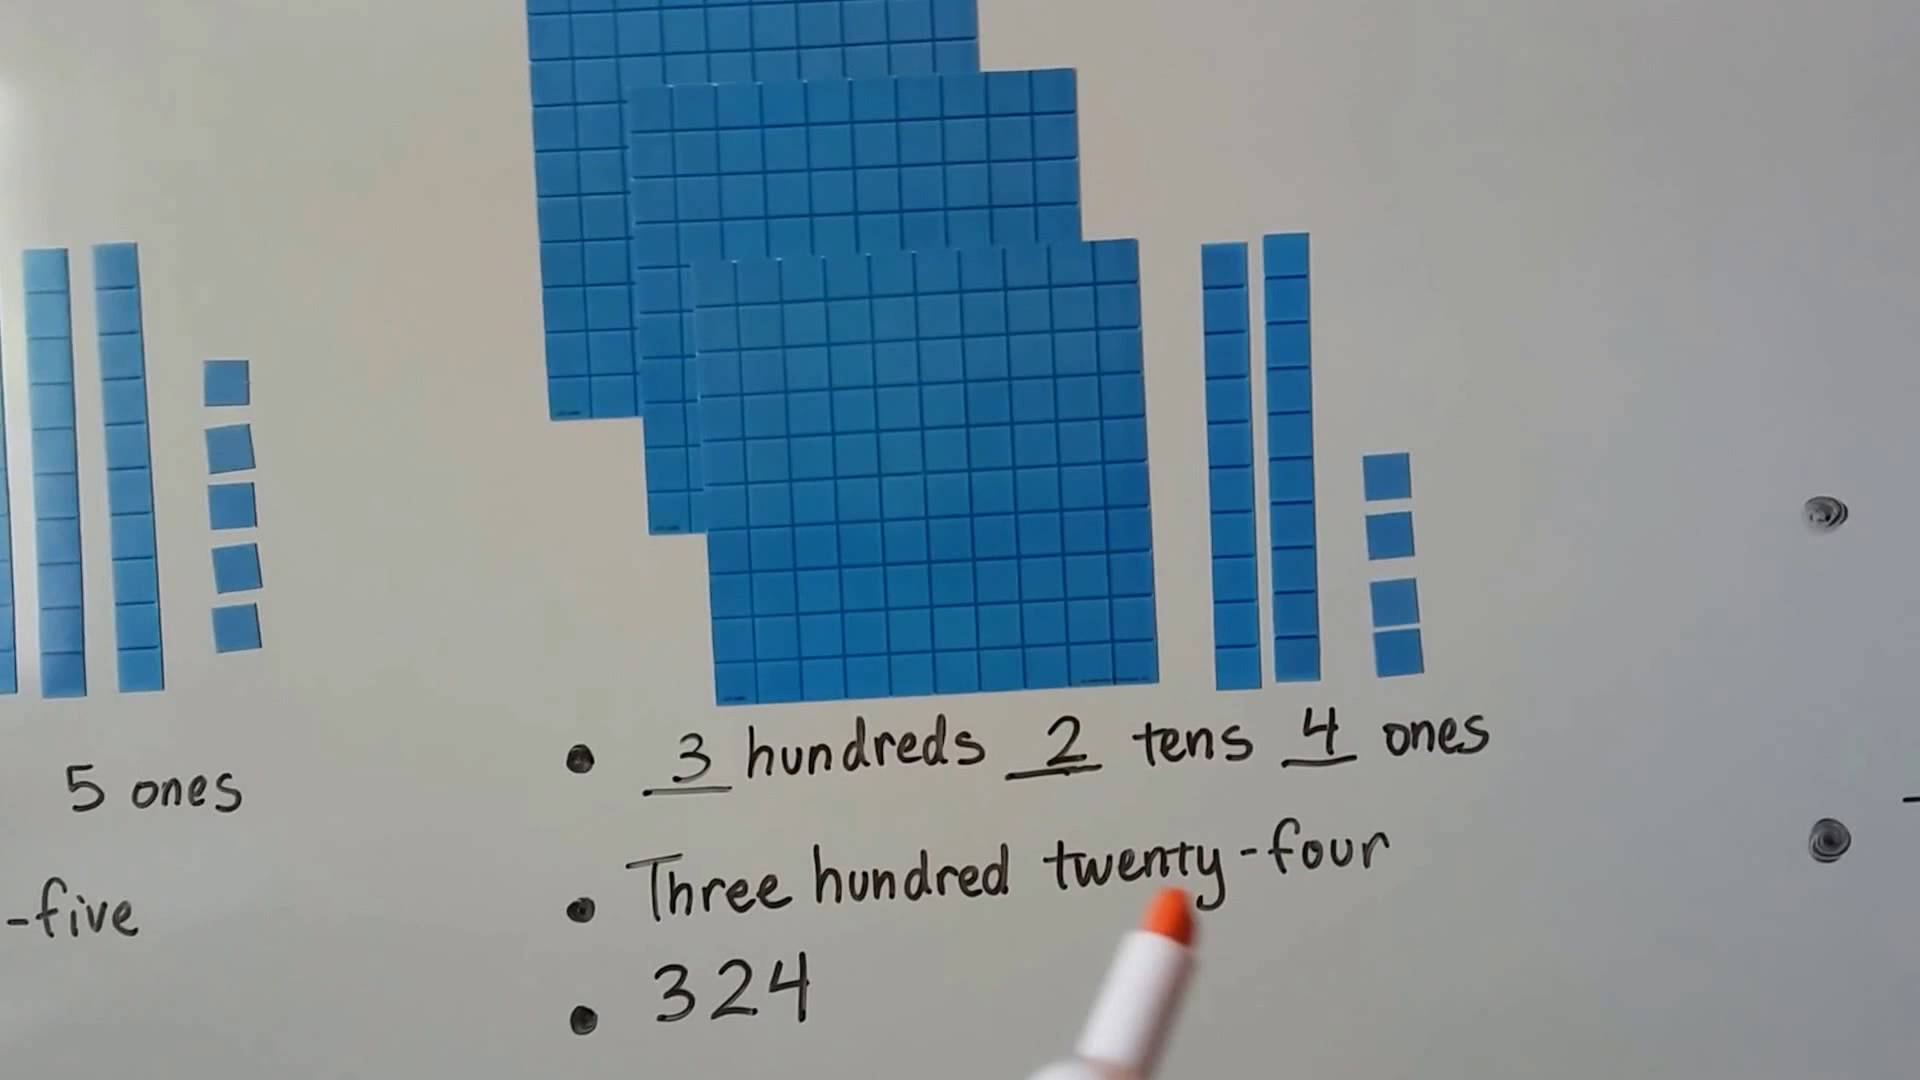 5 ones
-five
• 3 hundreds 2 tens 4 ones
• Three hundred twenty-four
• 324